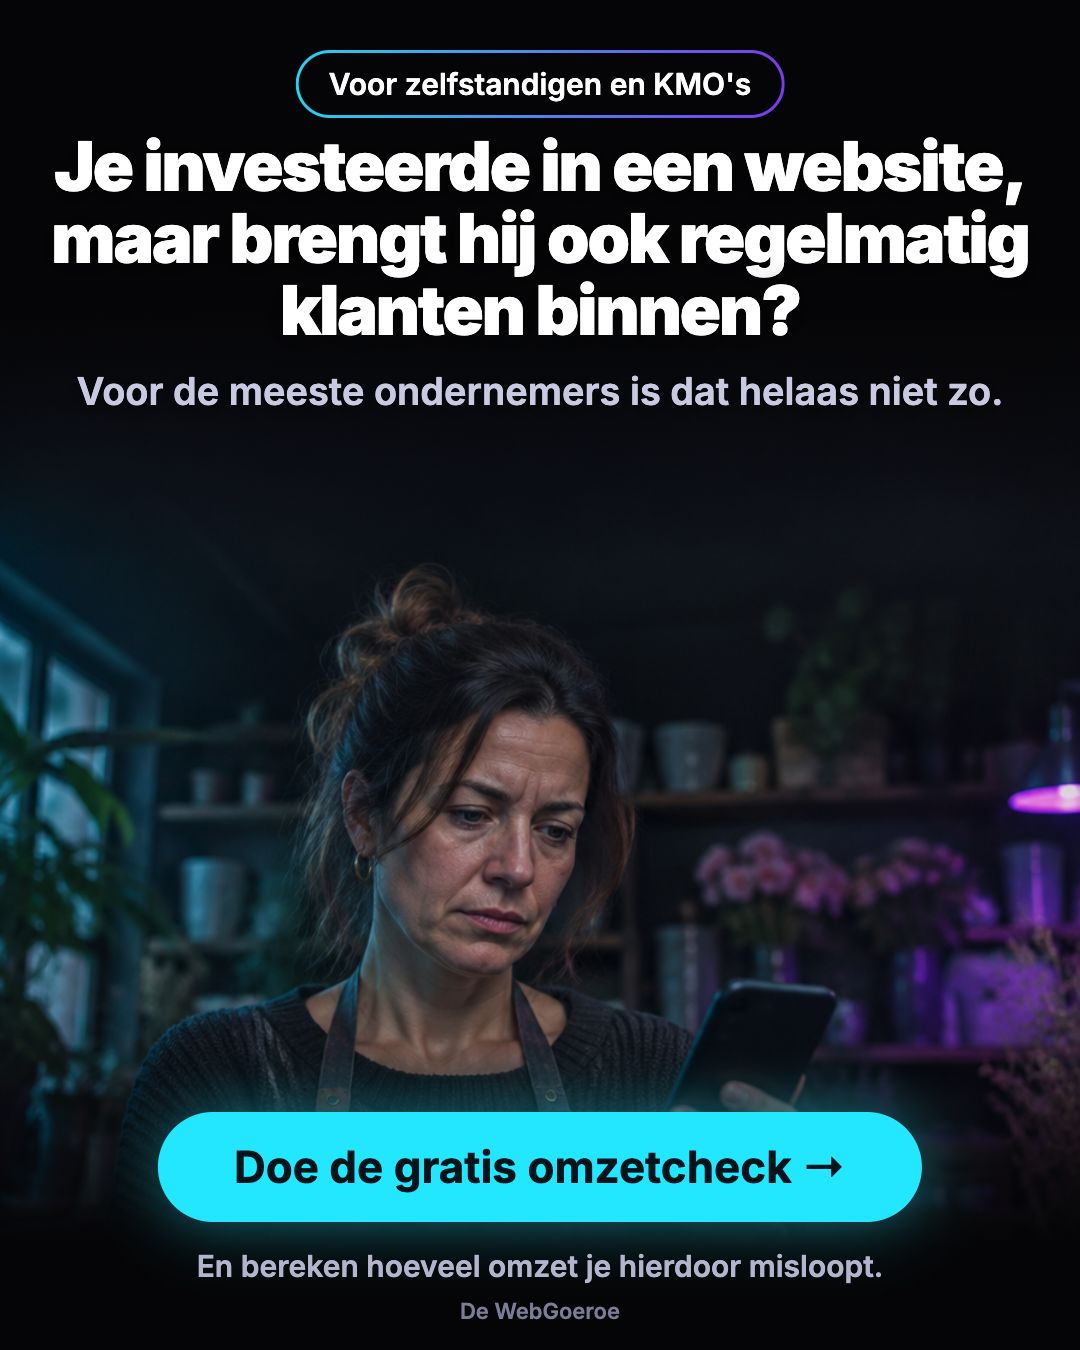 Voor zelfstandigen en KMO's
Je investeerde in een website,
maar brengt hij ook regelmatig
klanten binnen?
Voor de meeste ondernemers is dat helaas niet zo.
Doe de gratis omzetcheck →
En bereken hoeveel omzet je hierdoor misloopt.
De WebGoeroe